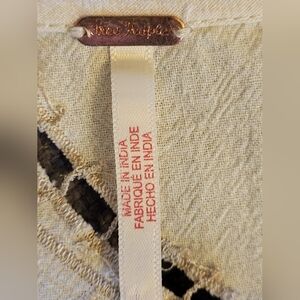 free people
MADE IN INDIA
FABRIQUÉ EN INDE
HECHO EN INDIA